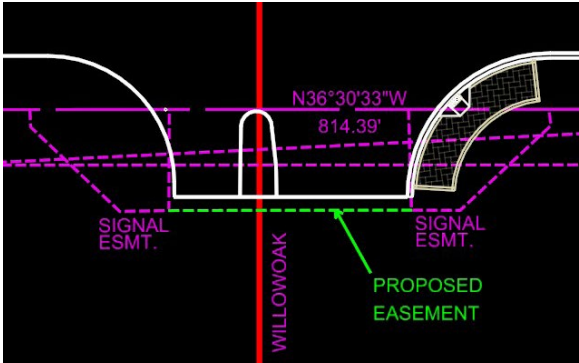 N36°30'33"W
814.39'
SIGNAL
ESMT.
SIGNAL
ESMT.
WILLOWOAK
PROPOSED
EASEMENT